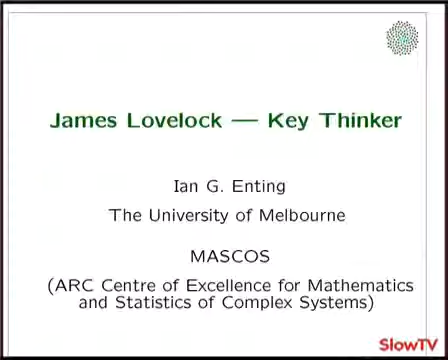 James Lovelock — Key Thinker
Ian G. Enting
The University of Melbourne
MASCOS
(ARC Centre of Excellence for Mathematics
and Statistics of Complex Systems)
SlowTV